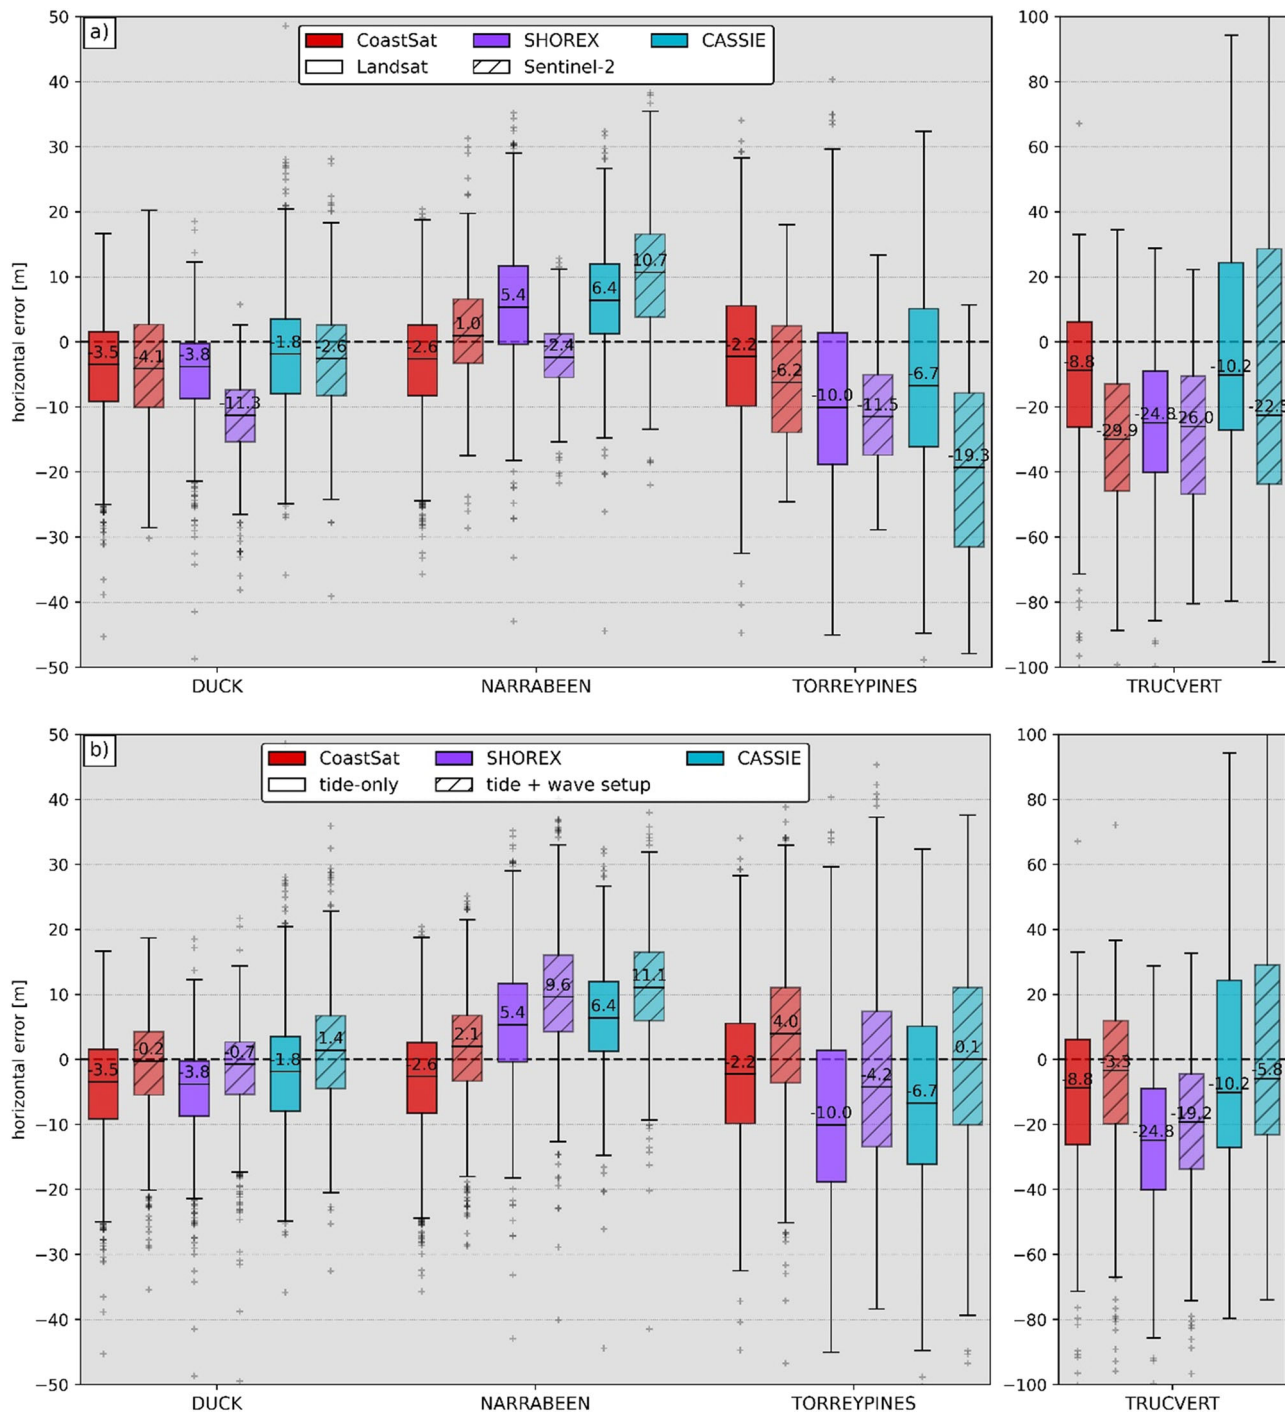 a)
CoastSat SHOREX CASSIE
Landsat Sentinel-2
horizontal error [m]
50
40
30
20
10
0
−10
−20
−30
−40
−50
-3.5 -4.1 -3.8 -11.3 -1.8 -2.6
-2.6 1.0 5.4 -2.4 6.4 10.7
-2.2 -6.2 -10.0 -11.5 -6.7 -19.3
DUCK NARRABEEN TORREYPINES
100
80
60
40
20
0
−20
−40
−60
−80
−100
-8.8 -29.9 -24.8 -26.0 -10.2
TRUCVERT
b)
CoastSat SHOREX CASSIE
tide-only tide + wave setup
horizontal error [m]
50
40
30
20
10
0
−10
−20
−30
−40
−50
-3.5 -0.2 -3.8 -0.7 -1.8 1.4
-2.6 2.1 5.4 9.6 6.4 11.1
-2.2 4.0 -10.0 -4.2 -6.7 0.1
DUCK NARRABEEN TORREYPINES
100
80
60
40
20
0
−20
−40
−60
−80
−100
-8.8 -3.3 -24.8 -19.2 -10.2 -5.8
TRUCVERT